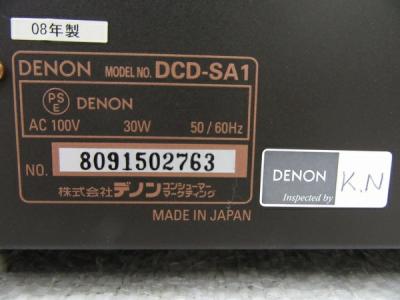 08年製
DENON MODEL NO. DCD-SA1
PS
E DENON
AC 100V 30W 50/60Hz
NO. 8091502763
株式会社デノン コンシューマー
マーケティング
MADE IN JAPAN
DENON
Inspected by
K.N